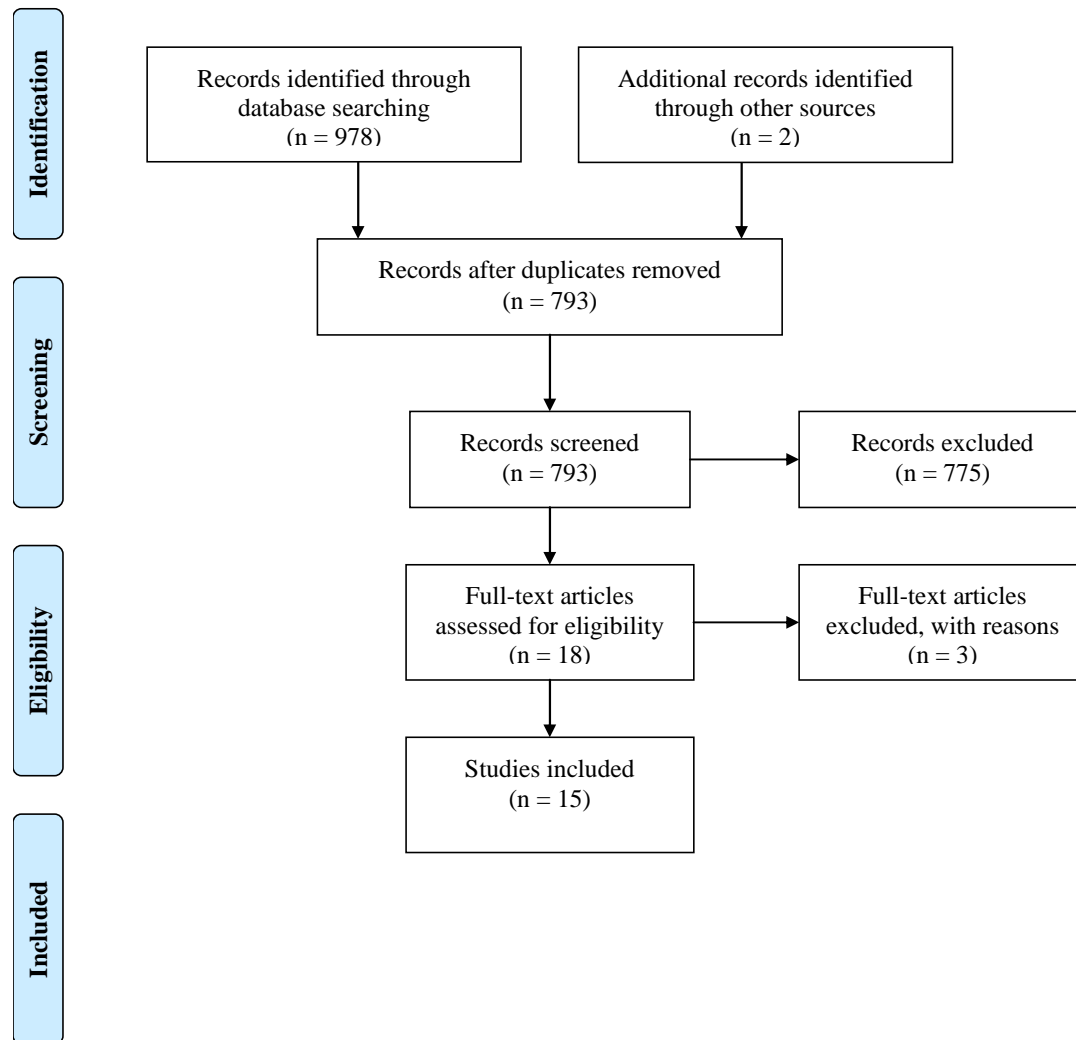 Identification
Records identified through
database searching
(n = 978)
Additional records identified
through other sources
(n = 2)
Records after duplicates removed
(n = 793)
Screening
Records screened
(n = 793)
Records excluded
(n = 775)
Eligibility
Full-text articles
assessed for eligibility
(n = 18)
Full-text articles
excluded, with reasons
(n = 3)
Studies included
(n = 15)
Included